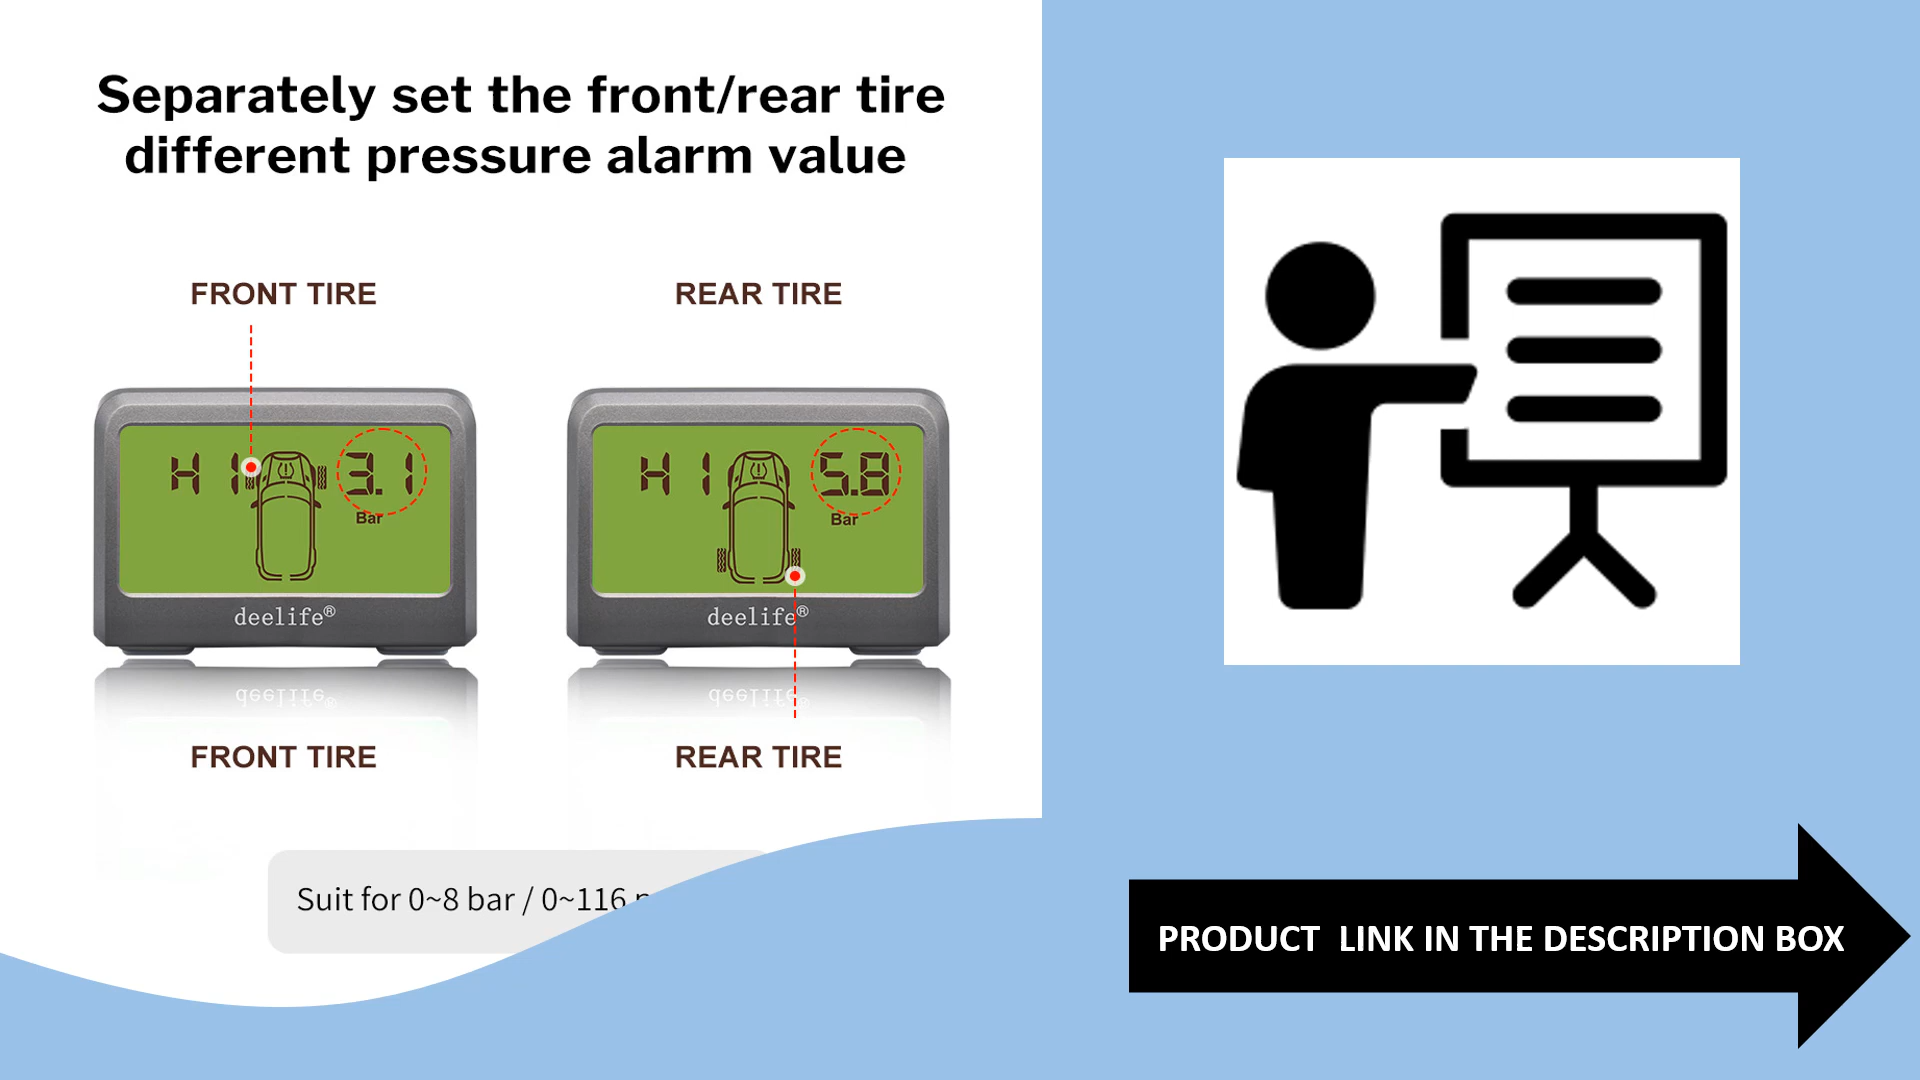 Separately set the front/rear tire
different pressure alarm value
FRONT TIRE
REAR TIRE
H1
3.1
Bar
deelife®
H1
5.8
Bar
deelife®
FRONT TIRE
REAR TIRE
Suit for 0~8 bar / 0~116
PRODUCT LINK IN THE DESCRIPTION BOX